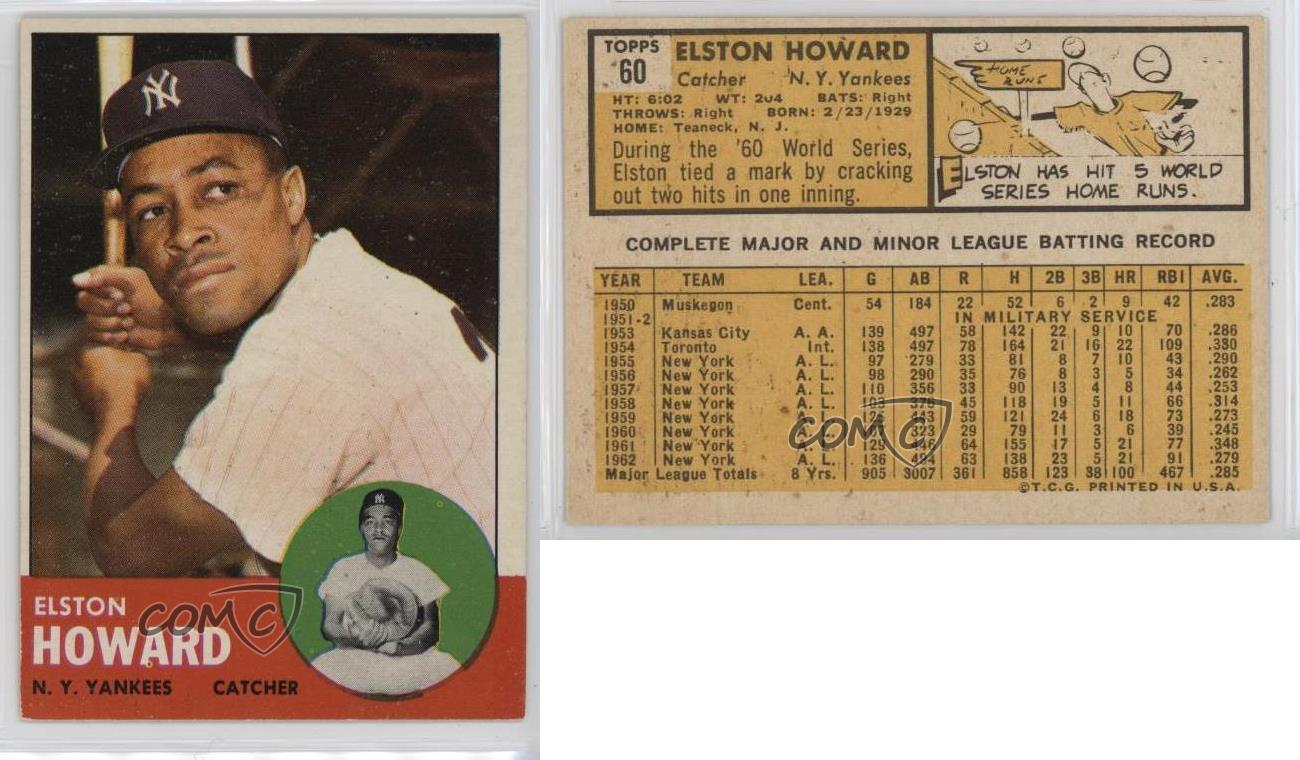 NY
ELSTON
HOWARD
N. Y. YANKEES CATCHER
COMC
TOPPS
60
ELSTON HOWARD
Catcher N. Y. Yankees
HT: 6:02 WT: 204 BATS: Right
THROWS: Right BORN: 2/23/1929
HOME: Teaneck, N. J.
During the '60 World Series,
Elston tied a mark by cracking
out two hits in one inning.
HOME
RUNS
ELSTON HAS HIT 5 WORLD
SERIES HOME RUNS.
COMPLETE MAJOR AND MINOR LEAGUE BATTING RECORD
YEAR TEAM LEA. G AB R H 2B 3B HR RBI AVG.
1950 Muskegon Cent. 54 184 22 52 6 2 9 42 .283
1951-2 IN MILITARY SERVICE
1953 Kansas City A. A. 139 497 58 142 22 9 10 70 .286
1954 Toronto Int. 138 497 78 164 21 16 22 109 .330
1955 New York A. L. 97 279 33 81 8 7 10 43 .290
1956 New York A. L. 98 290 35 76 8 3 5 34 .262
1957 New York A. L. 110 356 33 90 13 4 8 44 .253
1958 New York A. L. 103 376 45 118 19 5 11 66 .314
1959 New York A. L. 443 59 121 24 6 18 73 .273
1960 New York A. L. 323 29 79 11 3 6 39 .245
1961 New York A. L. 129 446 64 155 17 5 21 77 .348
1962 New York A. L. 136 494 63 138 23 5 21 91 .279
Major League Totals 8 Yrs. 905 3007 361 858 123 38 100 467 .285
©T.C.G. PRINTED IN U.S.A.
COMC